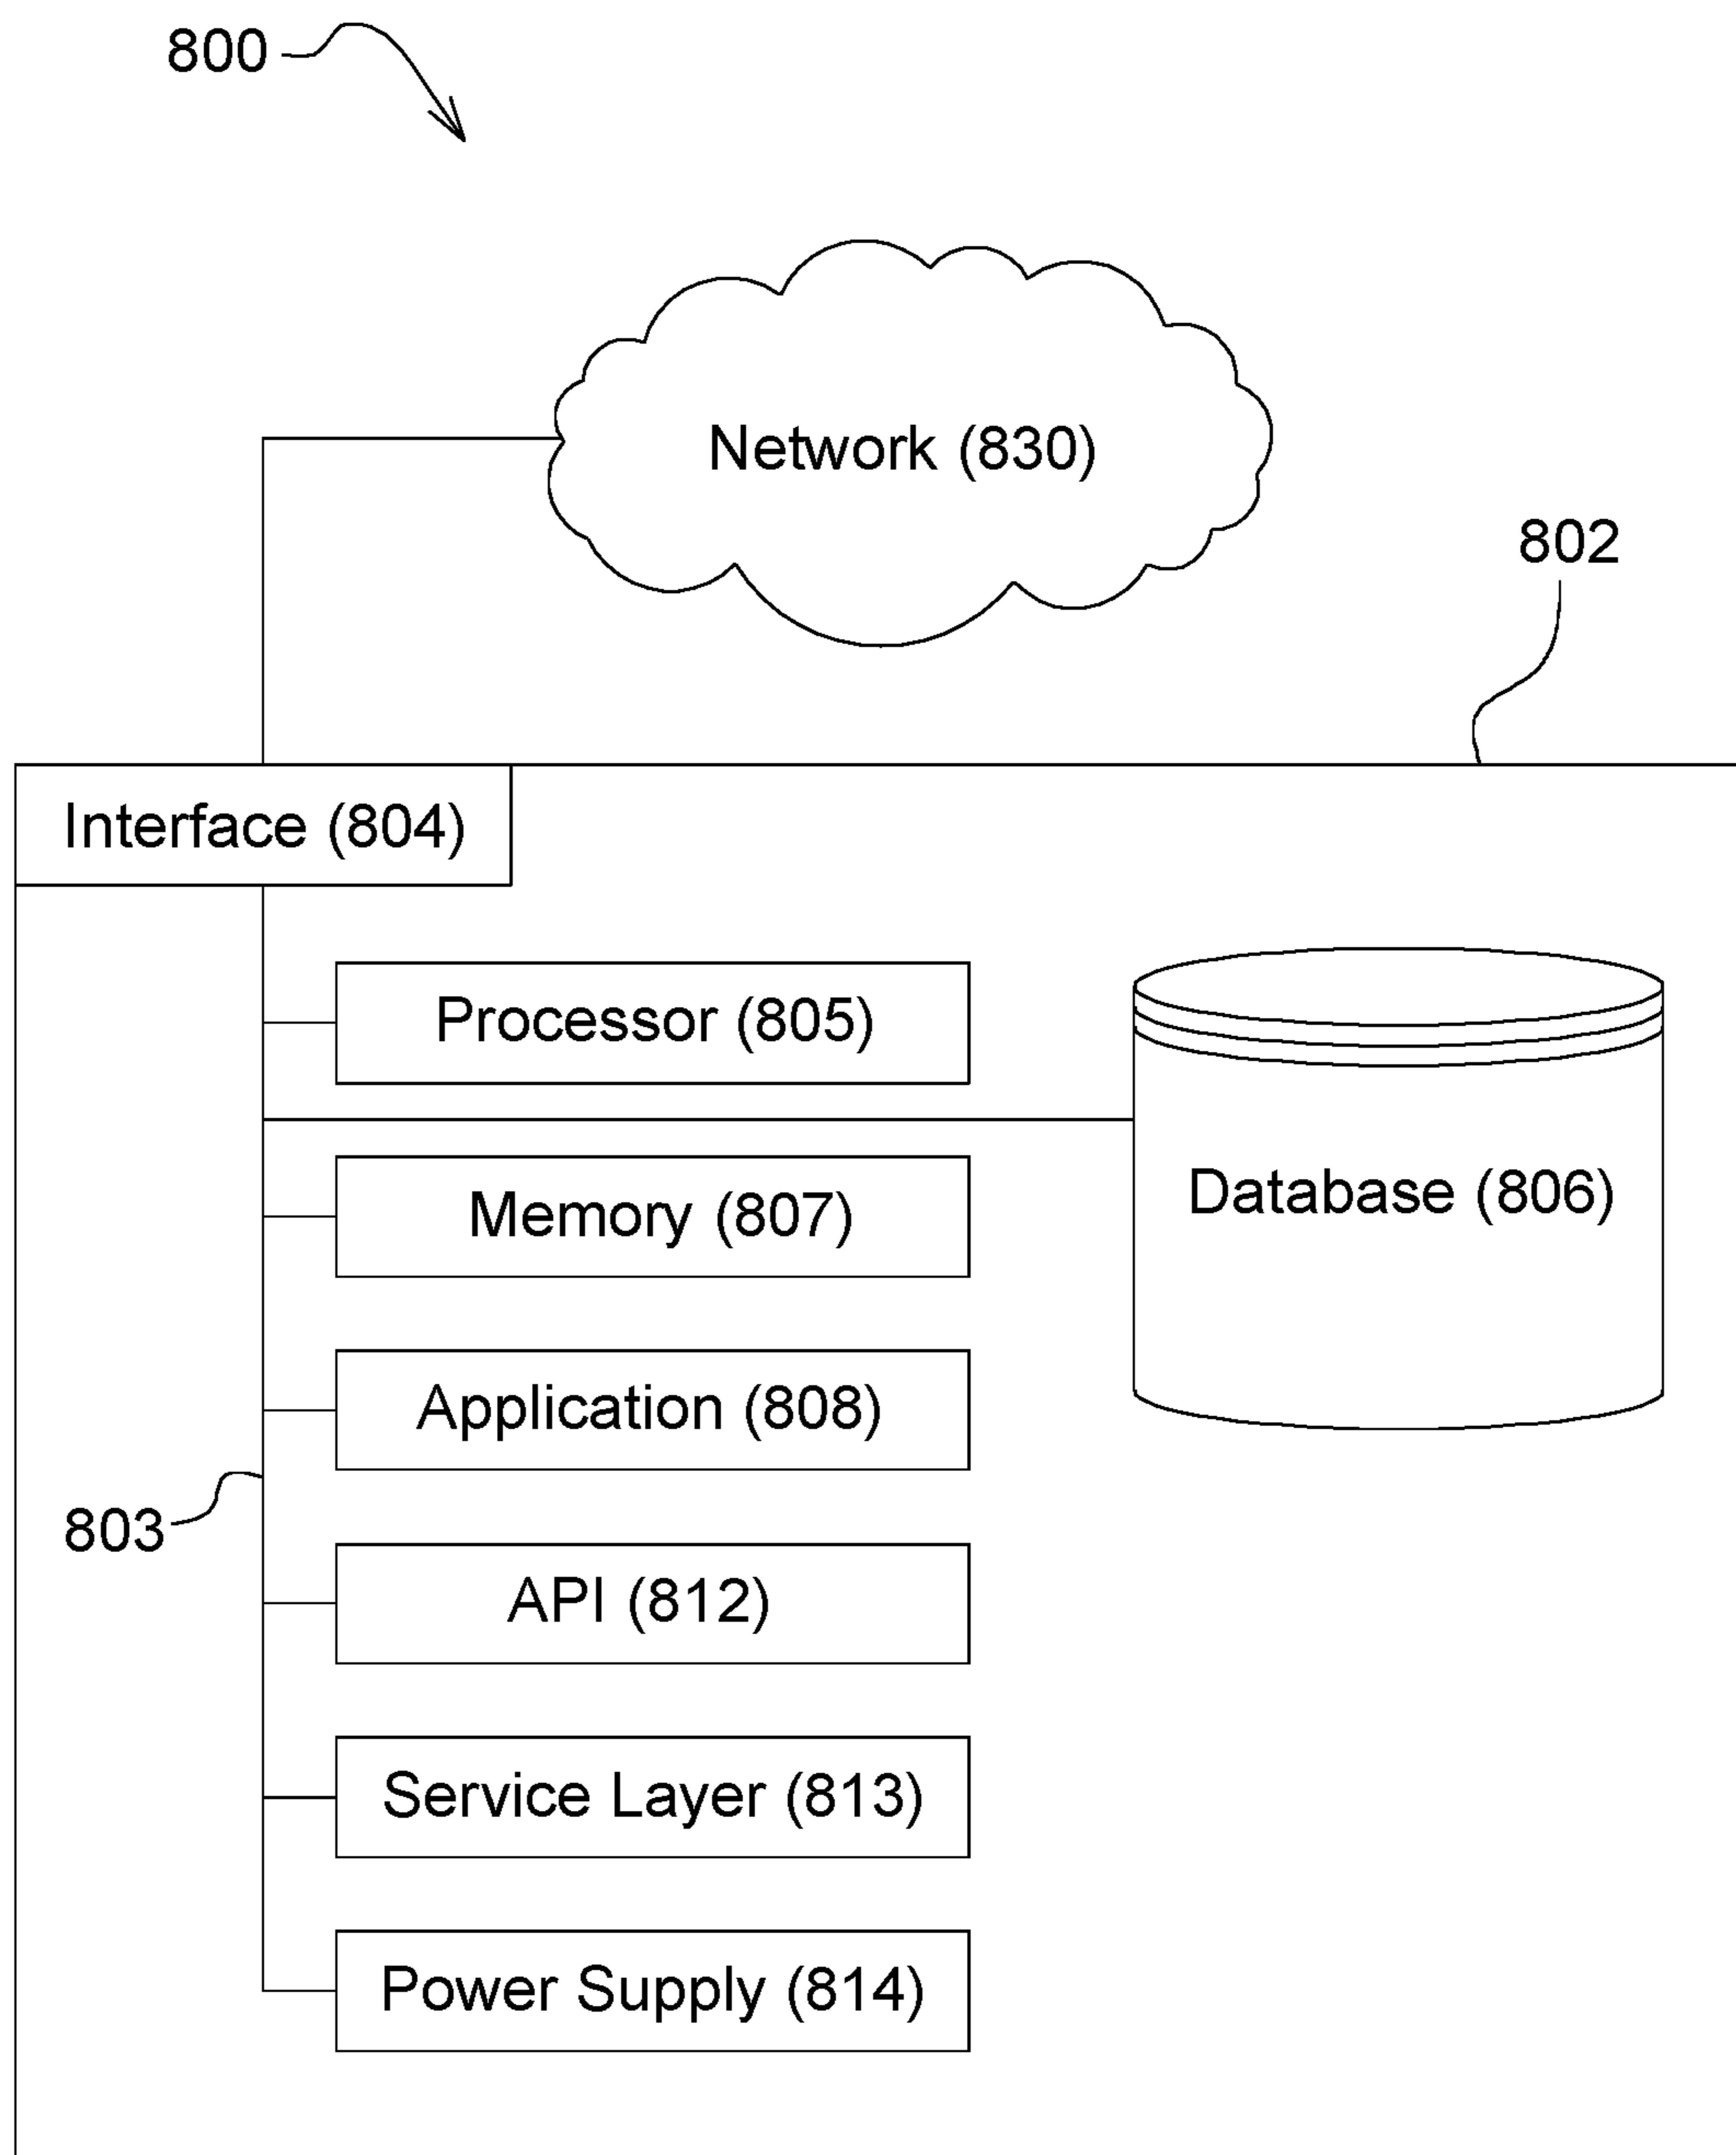 800
Network (830)
802
Interface (804)
Processor (805)
Database (806)
Memory (807)
Application (808)
803
API (812)
Service Layer (813)
Power Supply (814)